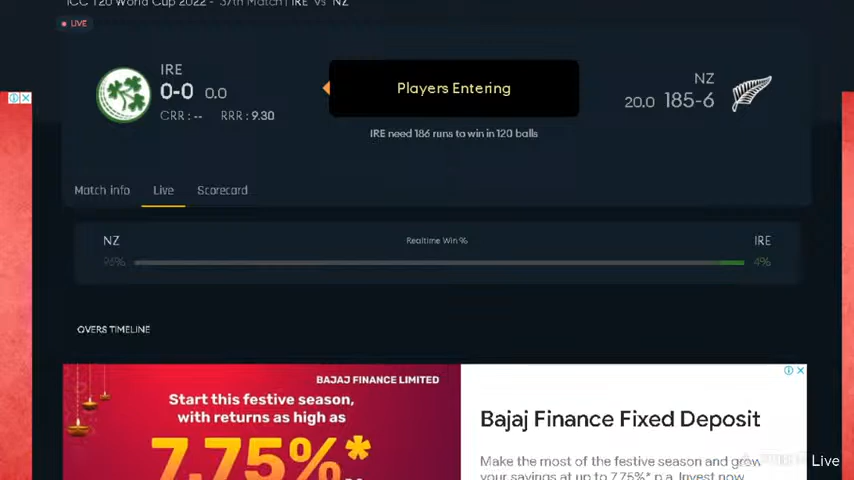 ICC T20 World Cup 2022 - 37th Match | IRE vs NZ
LIVE
IRE
0-0 0.0
CRR : -- RRR : 9.30
Players Entering
IRE need 186 runs to win in 120 balls
NZ
20.0 185-6
Match info Live Scorecard
NZ Realtime Win % IRE
96% 4%
OVERS TIMELINE
BAJAJ FINANCE LIMITED
Start this festive season,
with returns as high as
7.75%*
Bajaj Finance Fixed Deposit
Make the most of the festive season and grow
your savings at up to 7.75%* p.a. Invest now
Live